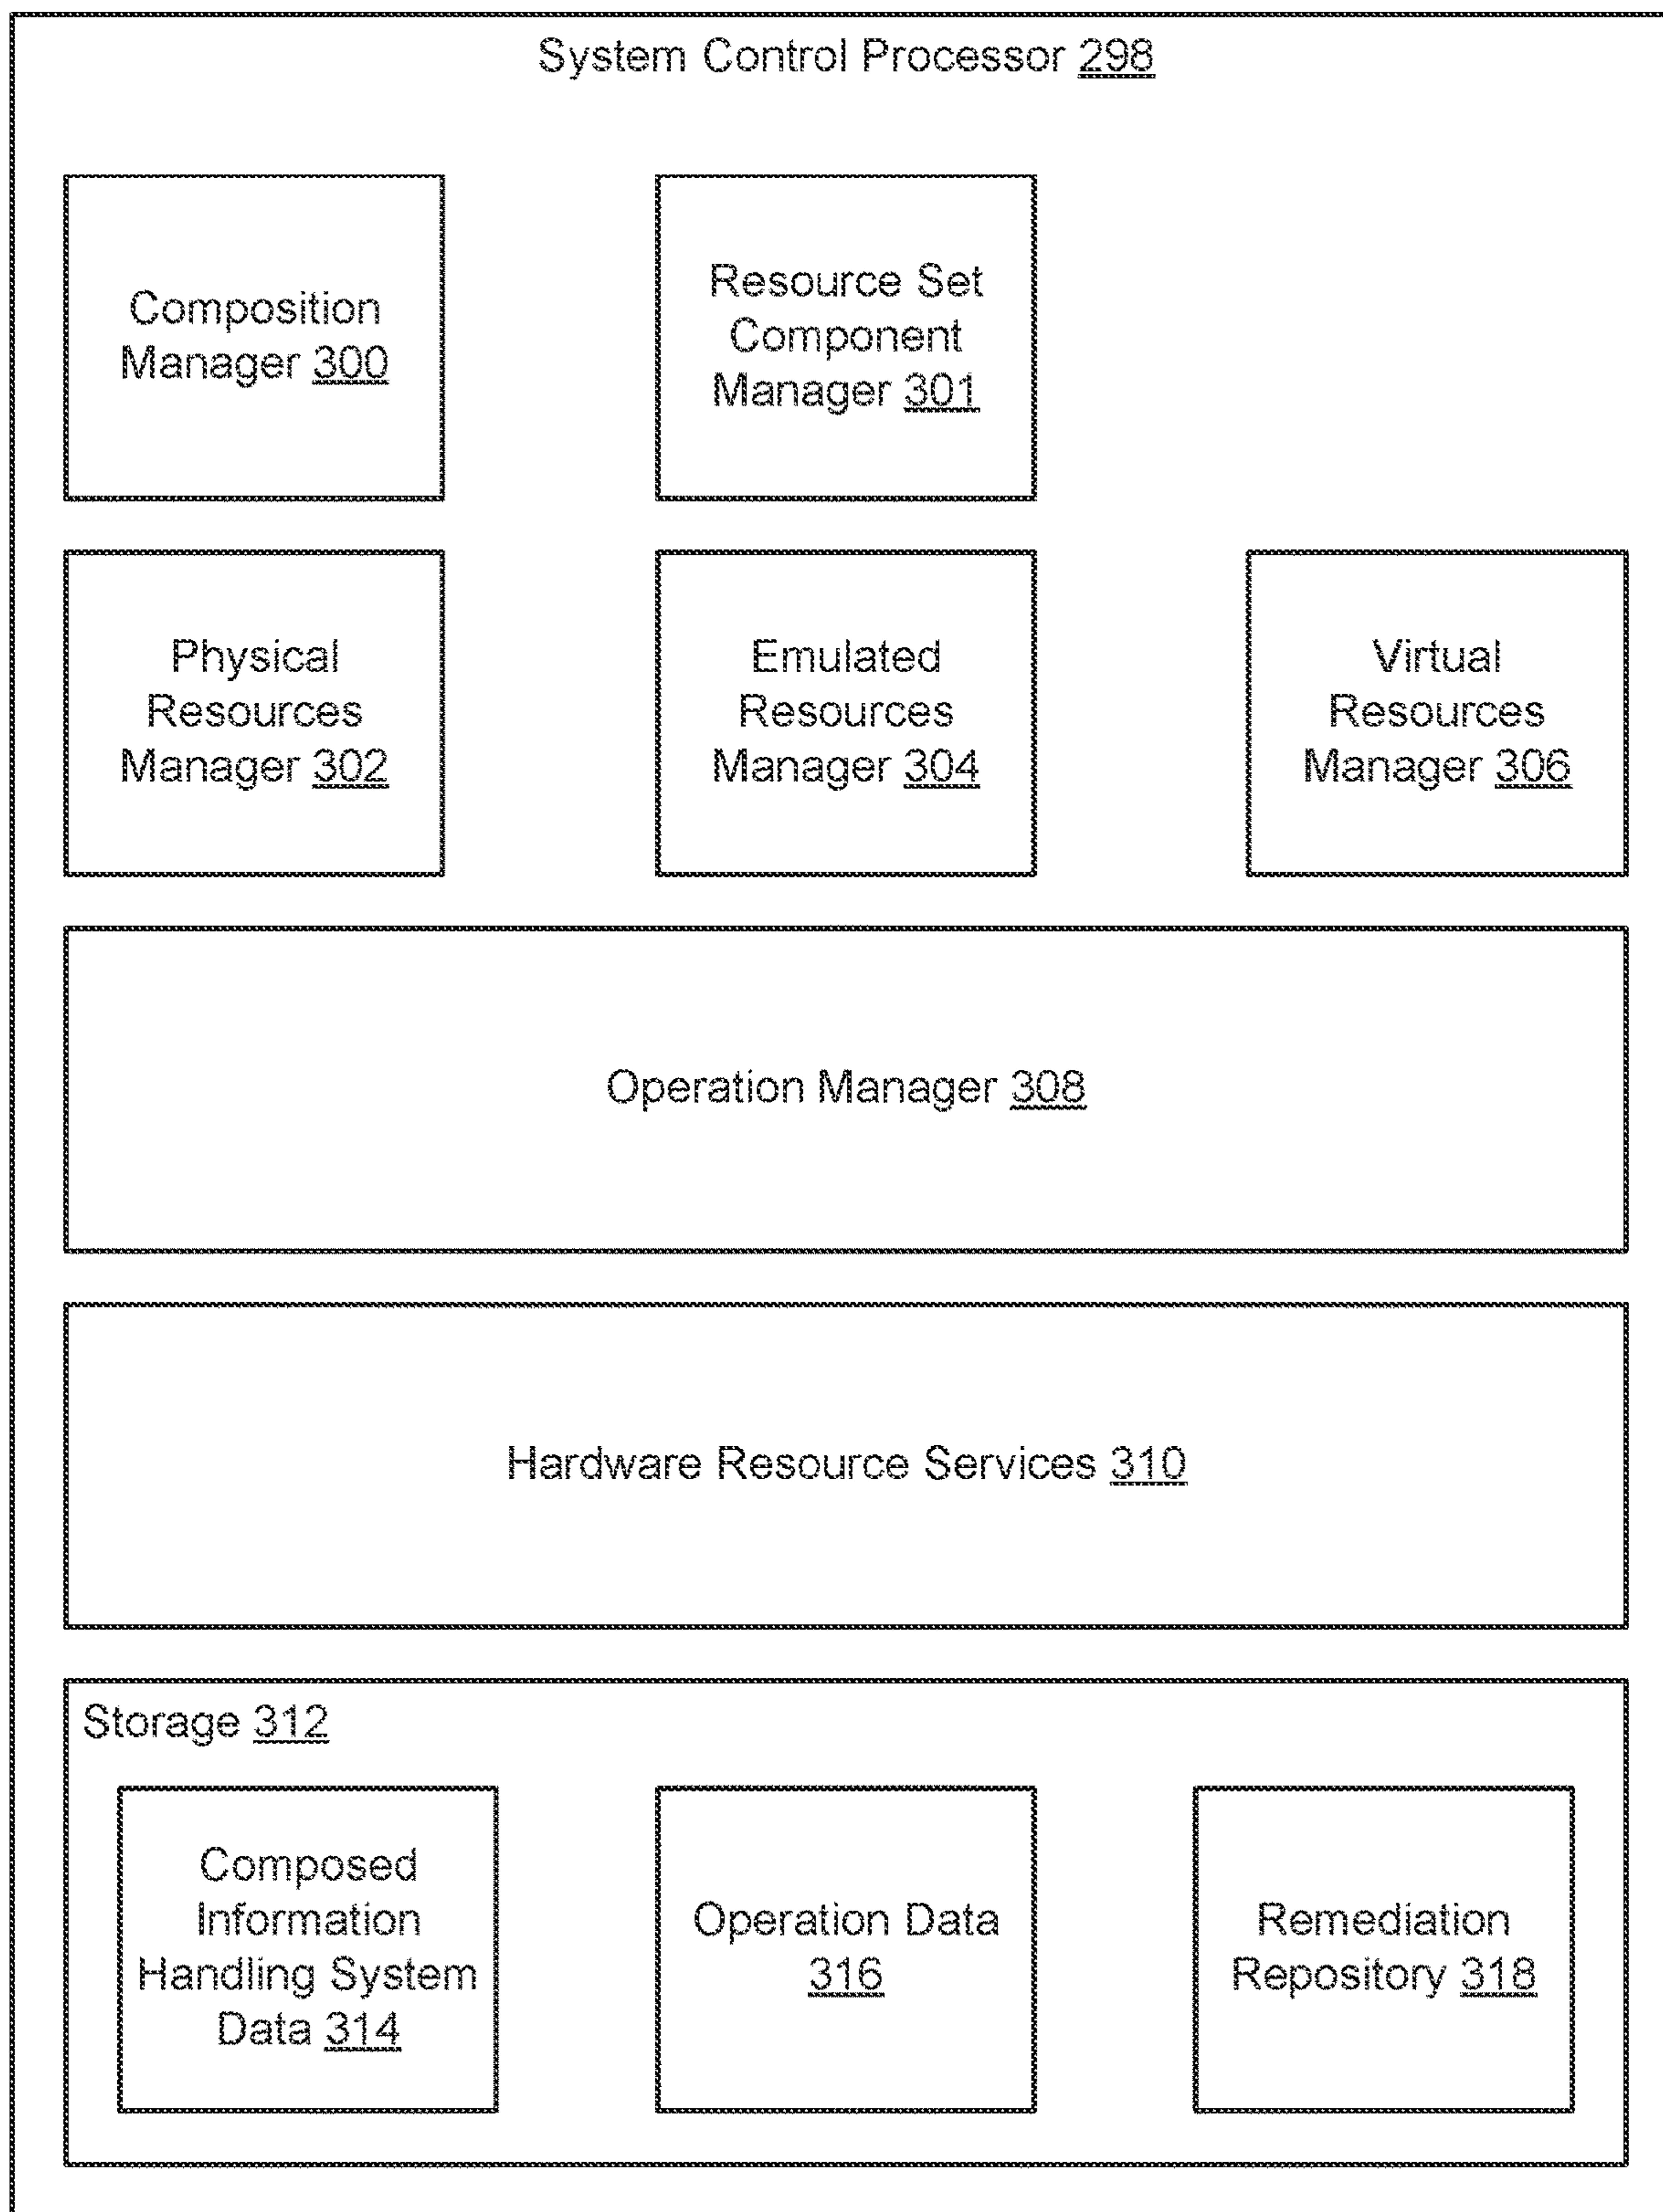 System Control Processor 298
Composition
Manager 300
Resource Set
Component
Manager 301
Physical
Resources
Manager 302
Emulated
Resources
Manager 304
Virtual
Resources
Manager 306
Operation Manager 308
Hardware Resource Services 310
Storage 312
Composed
Information
Handling System
Data 314
Operation Data
316
Remediation
Repository 318